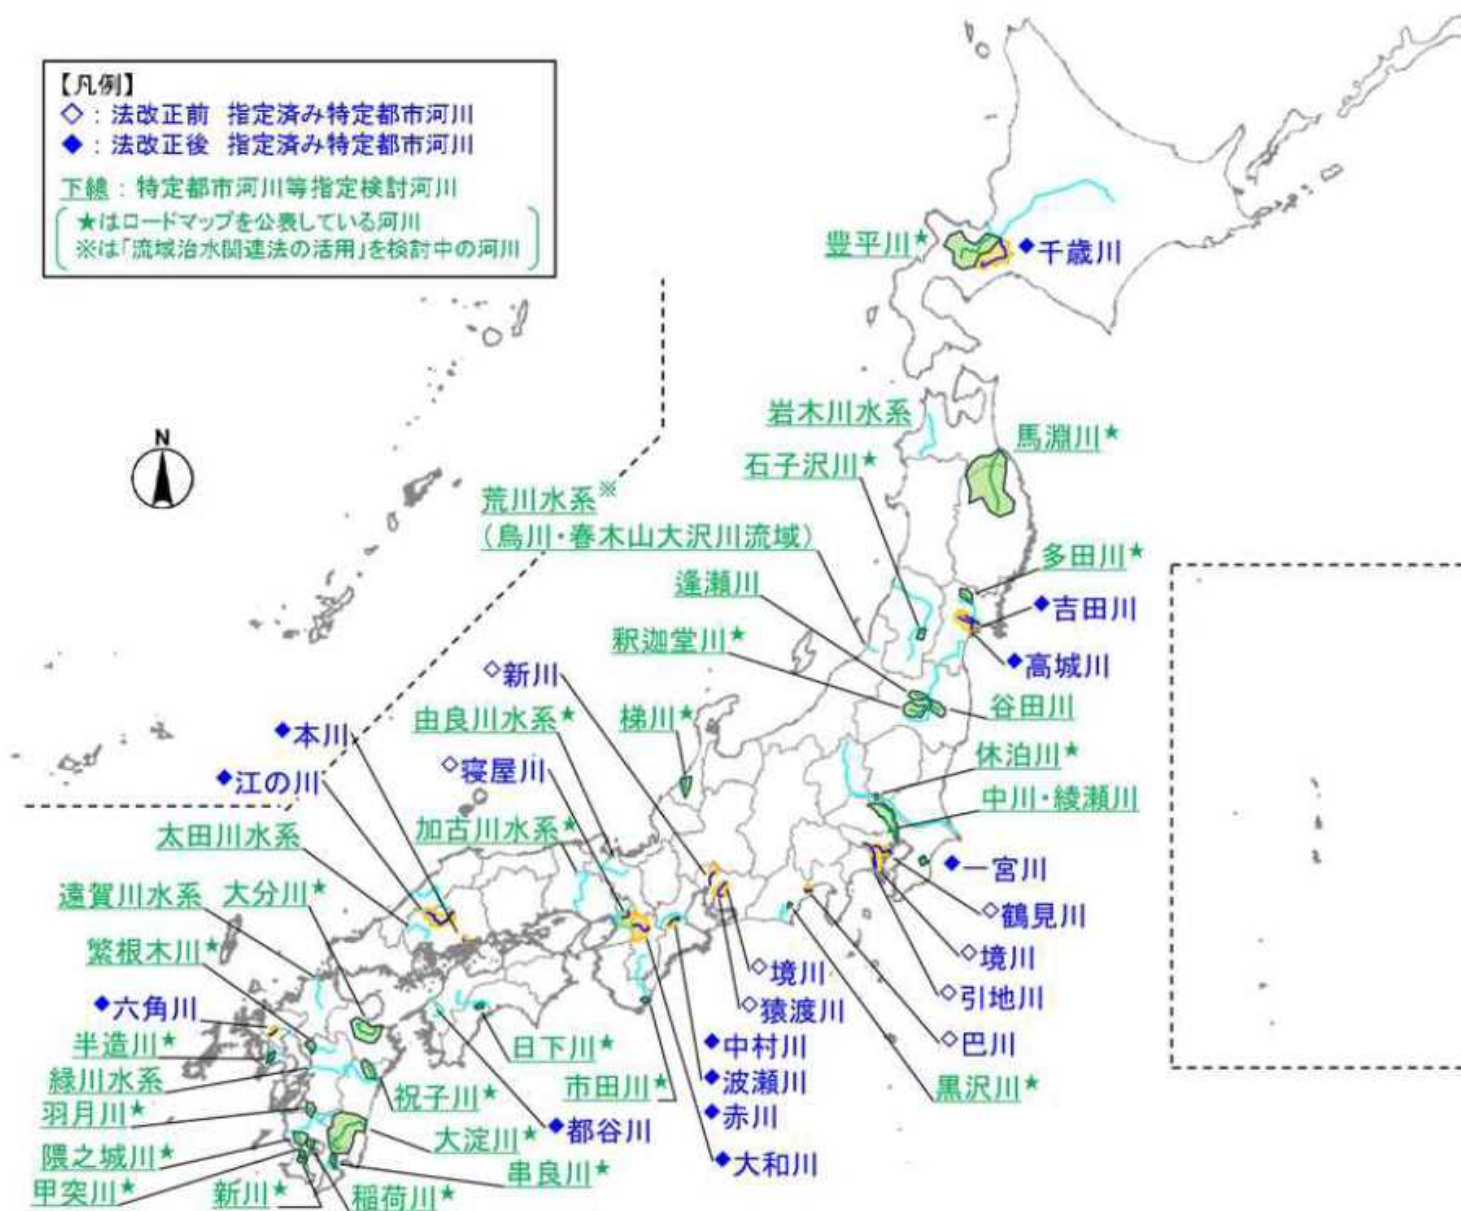 【凡例】
◇：法改正前 指定済み特定都市河川
◆：法改正後 指定済み特定都市河川
下線：特定都市河川等指定検討河川
★はロードマップを公表している河川
※は「流域治水関連法の活用」を検討中の河川
N
豊平川★
◆千歳川
岩木川水系
馬淵川★
石子沢川★
荒川水系※
（烏川・春木山大沢川流域）
多田川★
逢瀬川
◆吉田川
釈迦堂川★
◆高城川
◇新川
谷田川
由良川水系★
梯川★
◆本川
休泊川★
◇寝屋川
◆江の川
中川・綾瀬川
加古川水系★
太田川水系
◆一宮川
遠賀川水系
大分川★
◇鶴見川
繁根木川★
◇境川
◇境川
◆六角川
◇猿渡川
◇引地川
半造川★
日下川★
◆中村川
◇巴川
緑川水系
祝子川★
市田川★
◆波瀬川
黒沢川★
羽月川★
◆都谷川
◆赤川
大淀川★
隈之城川★
串良川★
◆大和川
甲突川★
新川★
稲荷川★